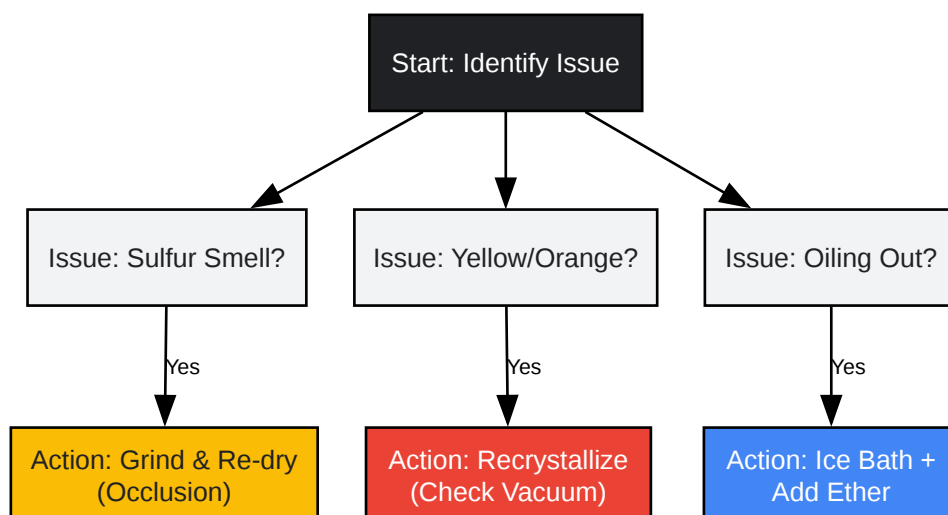 Start: Identify Issue
Issue: Sulfur Smell?
Issue: Yellow/Orange?
Issue: Oiling Out?
Yes
Yes
Yes
Action: Grind & Re-dry
(Occlusion)
Action: Recrystallize
(Check Vacuum)
Action: Ice Bath +
Add Ether